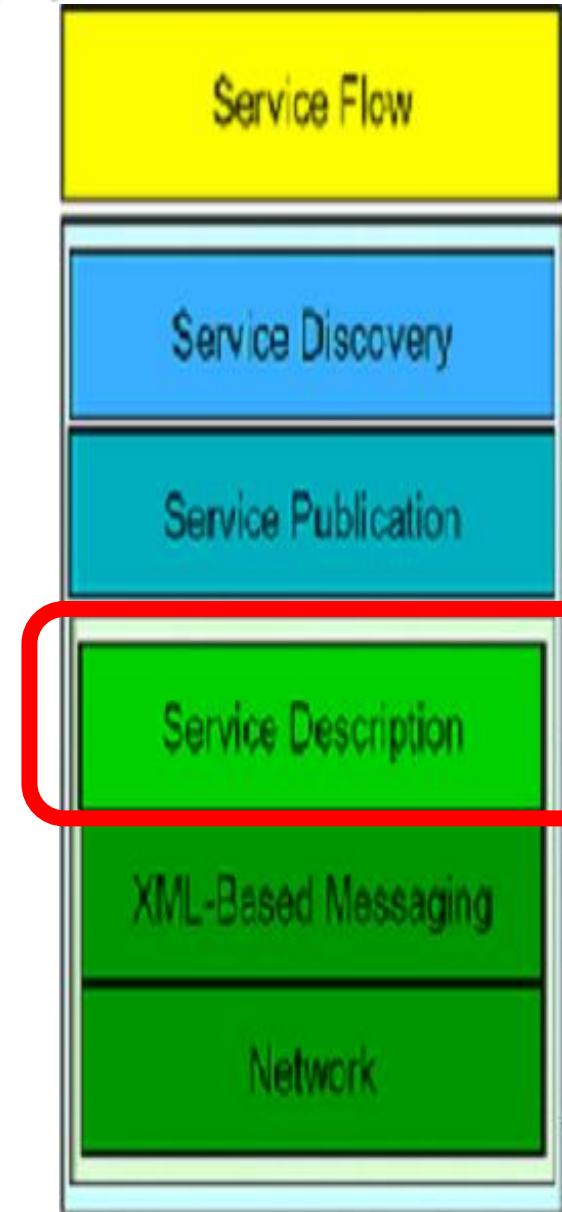 Service Flow
Service Discovery
Service Publication
Service Description
XML-Based Messaging
Network